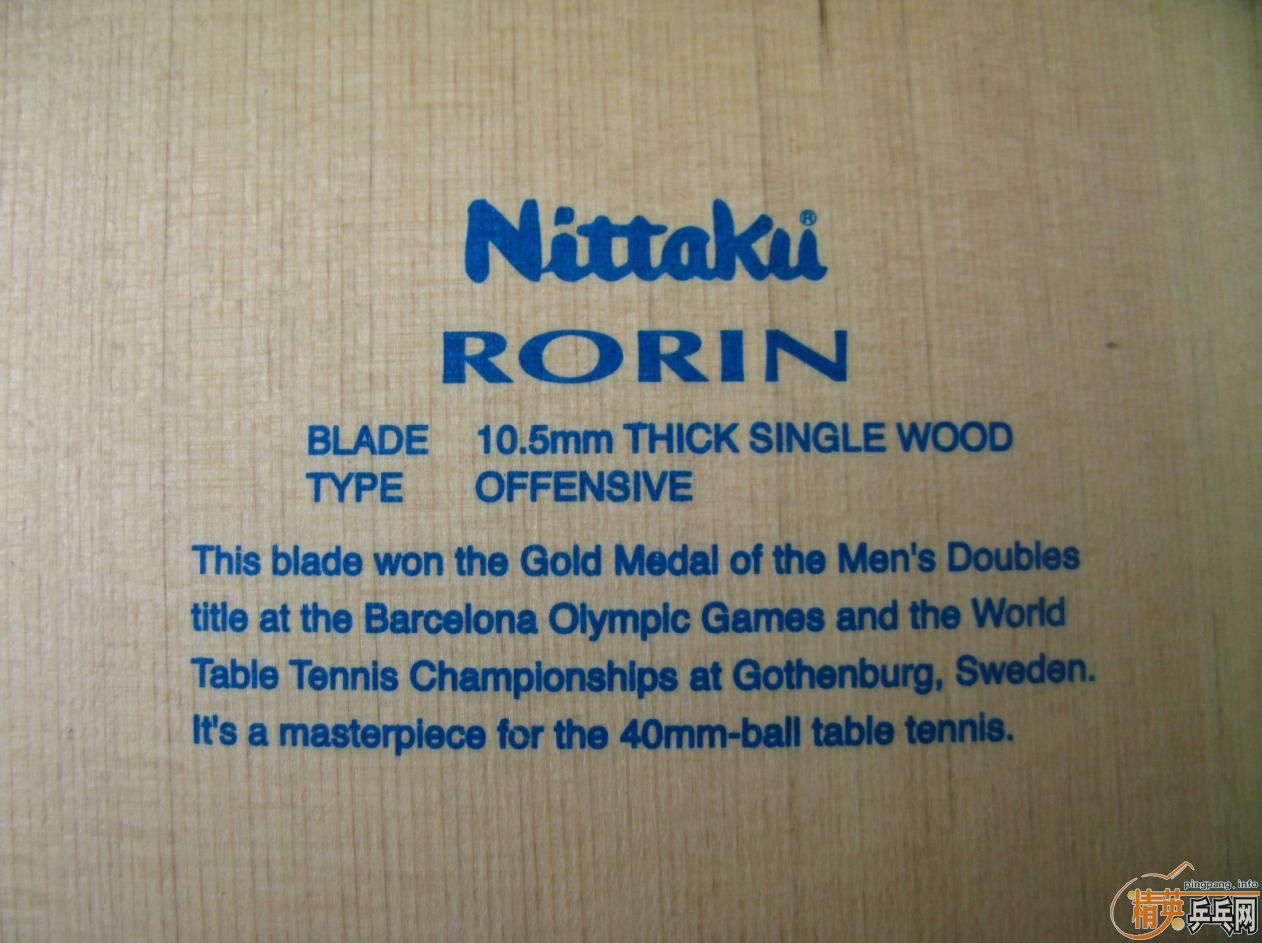 Nittaku®
RORIN
BLADE 10.5mm THICK SINGLE WOOD
TYPE OFFENSIVE
This blade won the Gold Medal of the Men's Doubles
title at the Barcelona Olympic Games and the World
Table Tennis Championships at Gothenburg, Sweden.
It's a masterpiece for the 40mm-ball table tennis.
pingpang.info
精英乒乓网